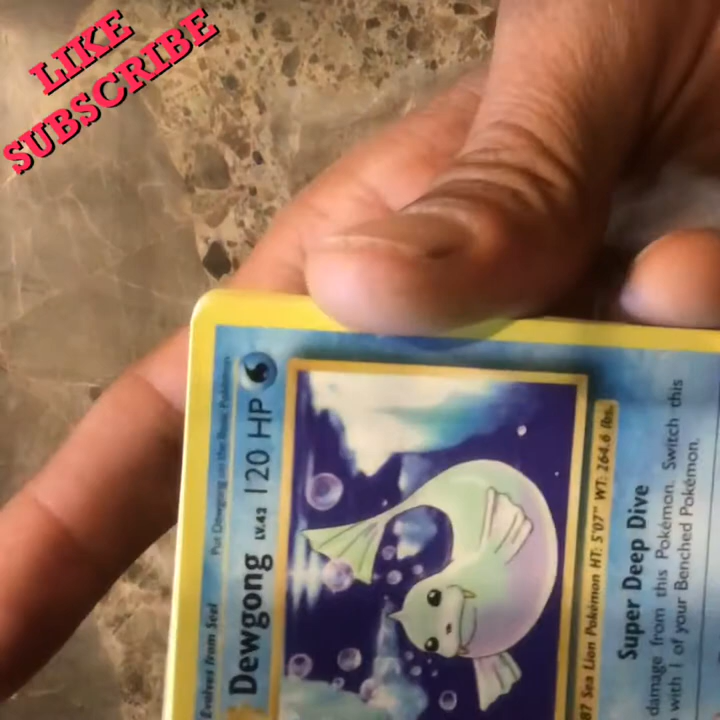 LIKE
SUBSCRIBE
Evolves from Seel
Put Dewgong on the Basic Pokémon
Dewgong LV.42 120 HP
87 Sea Lion Pokémon HT: 5'07" WT: 264.6 lbs.
Super Deep Dive
damage from this Pokémon. Switch this
with 1 of your Benched Pokémon.